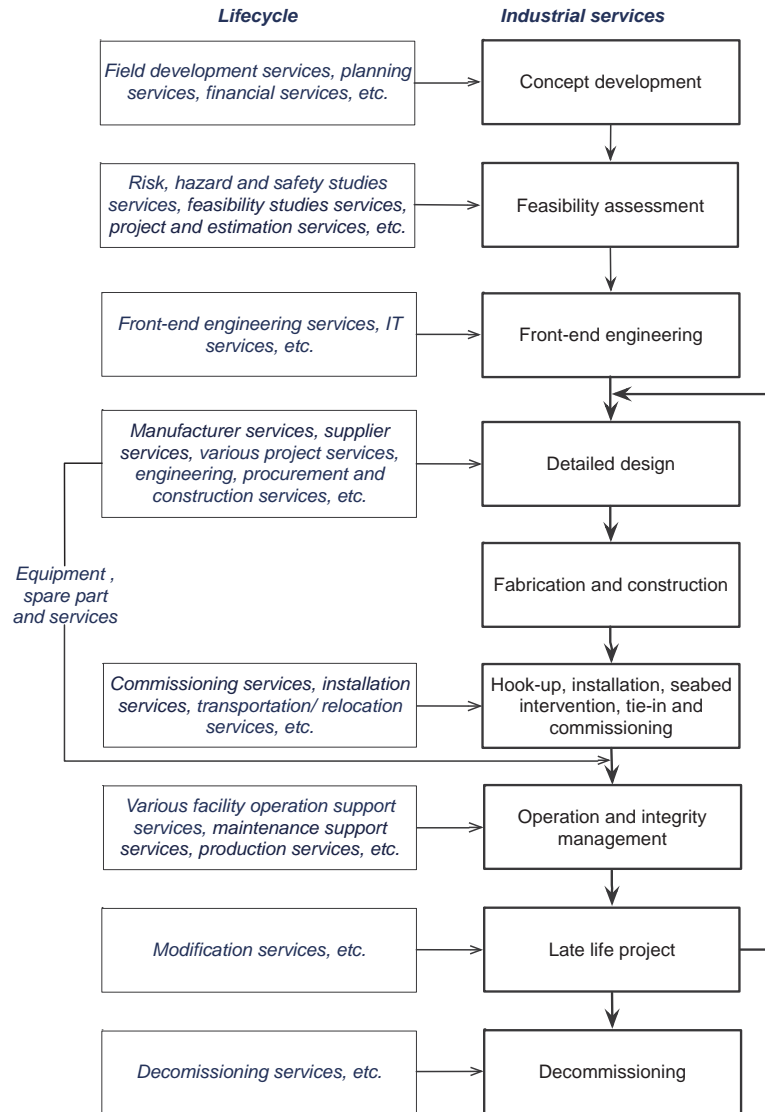 Lifecycle
Industrial services
Field development services, planning
services, financial services, etc.
Concept development
Risk, hazard and safety studies
services, feasibility studies services,
project and estimation services, etc.
Feasibility assessment
Front-end engineering services, IT
services, etc.
Front-end engineering
Manufacturer services, supplier
services, various project services,
engineering, procurement and
construction services, etc.
Detailed design
Equipment ,
spare part
and services
Fabrication and construction
Commissioning services, installation
services, transportation/ relocation
services, etc.
Hook-up, installation, seabed
intervention, tie-in and
commissioning
Various facility operation support
services, maintenance support
services, production services, etc.
Operation and integrity
management
Modification services, etc.
Late life project
Decomissioning services, etc.
Decommissioning